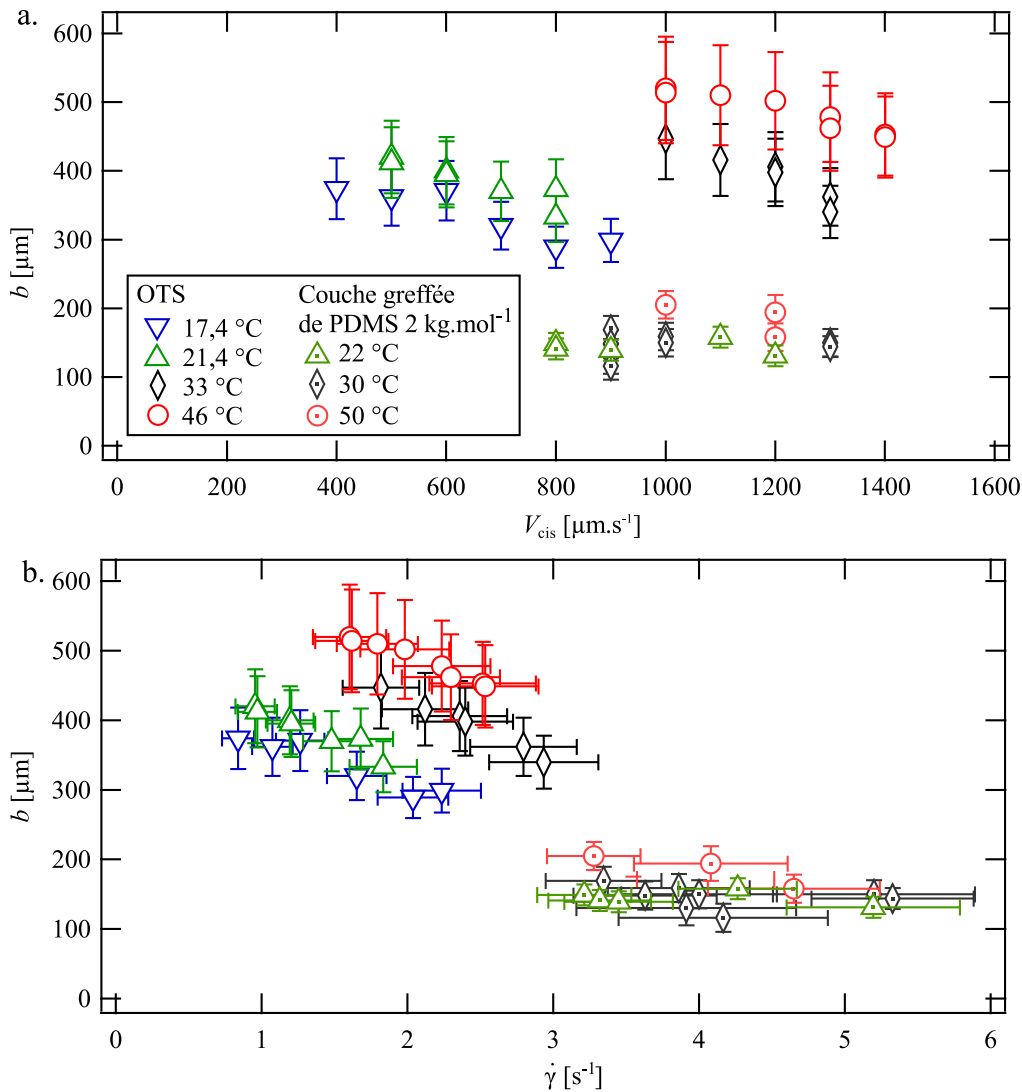 a.
600
500
400
300
200
100
0
b [µm]
OTS
17,4 °C
21,4 °C
33 °C
46 °C
Couche greffée
de PDMS 2 kg.mol⁻¹
22 °C
30 °C
50 °C
0 200 400 600 800 1000 1200 1400 1600
Vcis [µm.s⁻¹]
b.
600
500
400
300
200
100
0
b [µm]
0 1 2 3 4 5 6
γ̇ [s⁻¹]